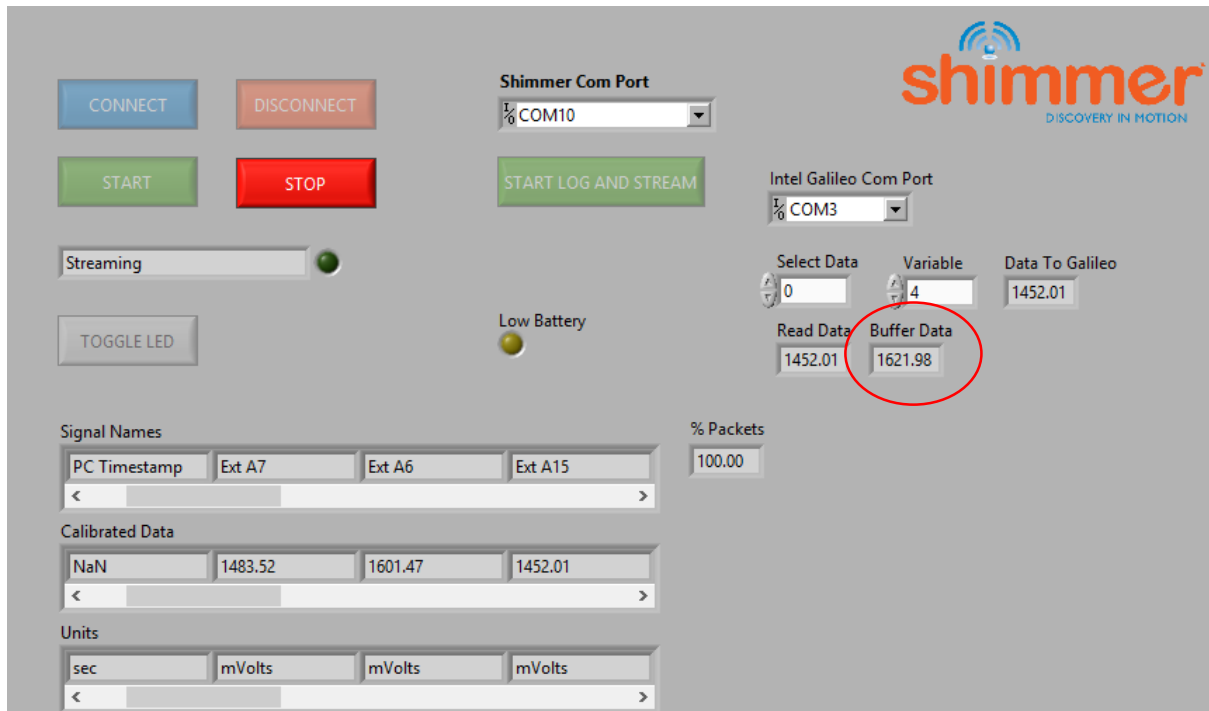 shimmer
DISCOVERY IN MOTION
CONNECT
DISCONNECT
Shimmer Com Port
COM10
START
STOP
START LOG AND STREAM
Intel Galileo Com Port
COM3
Streaming
Select Data
Variable
Data To Galileo
0
4
1452.01
TOGGLE LED
Low Battery
Read Data
Buffer Data
1452.01
1621.98
Signal Names
% Packets
PC Timestamp Ext A7 Ext A6 Ext A15
100.00
Calibrated Data
NaN 1483.52 1601.47 1452.01
Units
sec mVolts mVolts mVolts